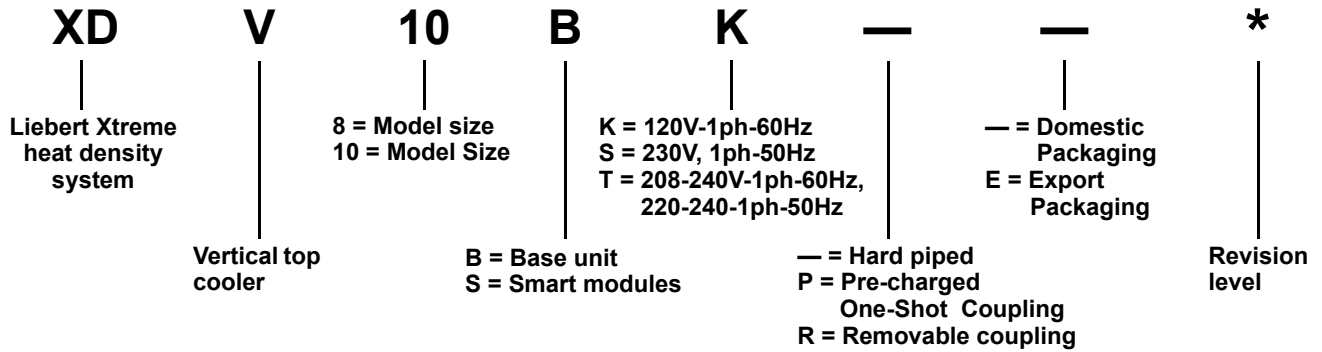 XD V 10 B K — — *
Liebert Xtreme
heat density
system
8 = Model size
10 = Model Size
K = 120V-1ph-60Hz
S = 230V, 1ph-50Hz
T = 208-240V-1ph-60Hz,
220-240-1ph-50Hz
— = Domestic
Packaging
E = Export
Packaging
Vertical top
cooler
B = Base unit
S = Smart modules
— = Hard piped
P = Pre-charged
One-Shot Coupling
R = Removable coupling
Revision
level